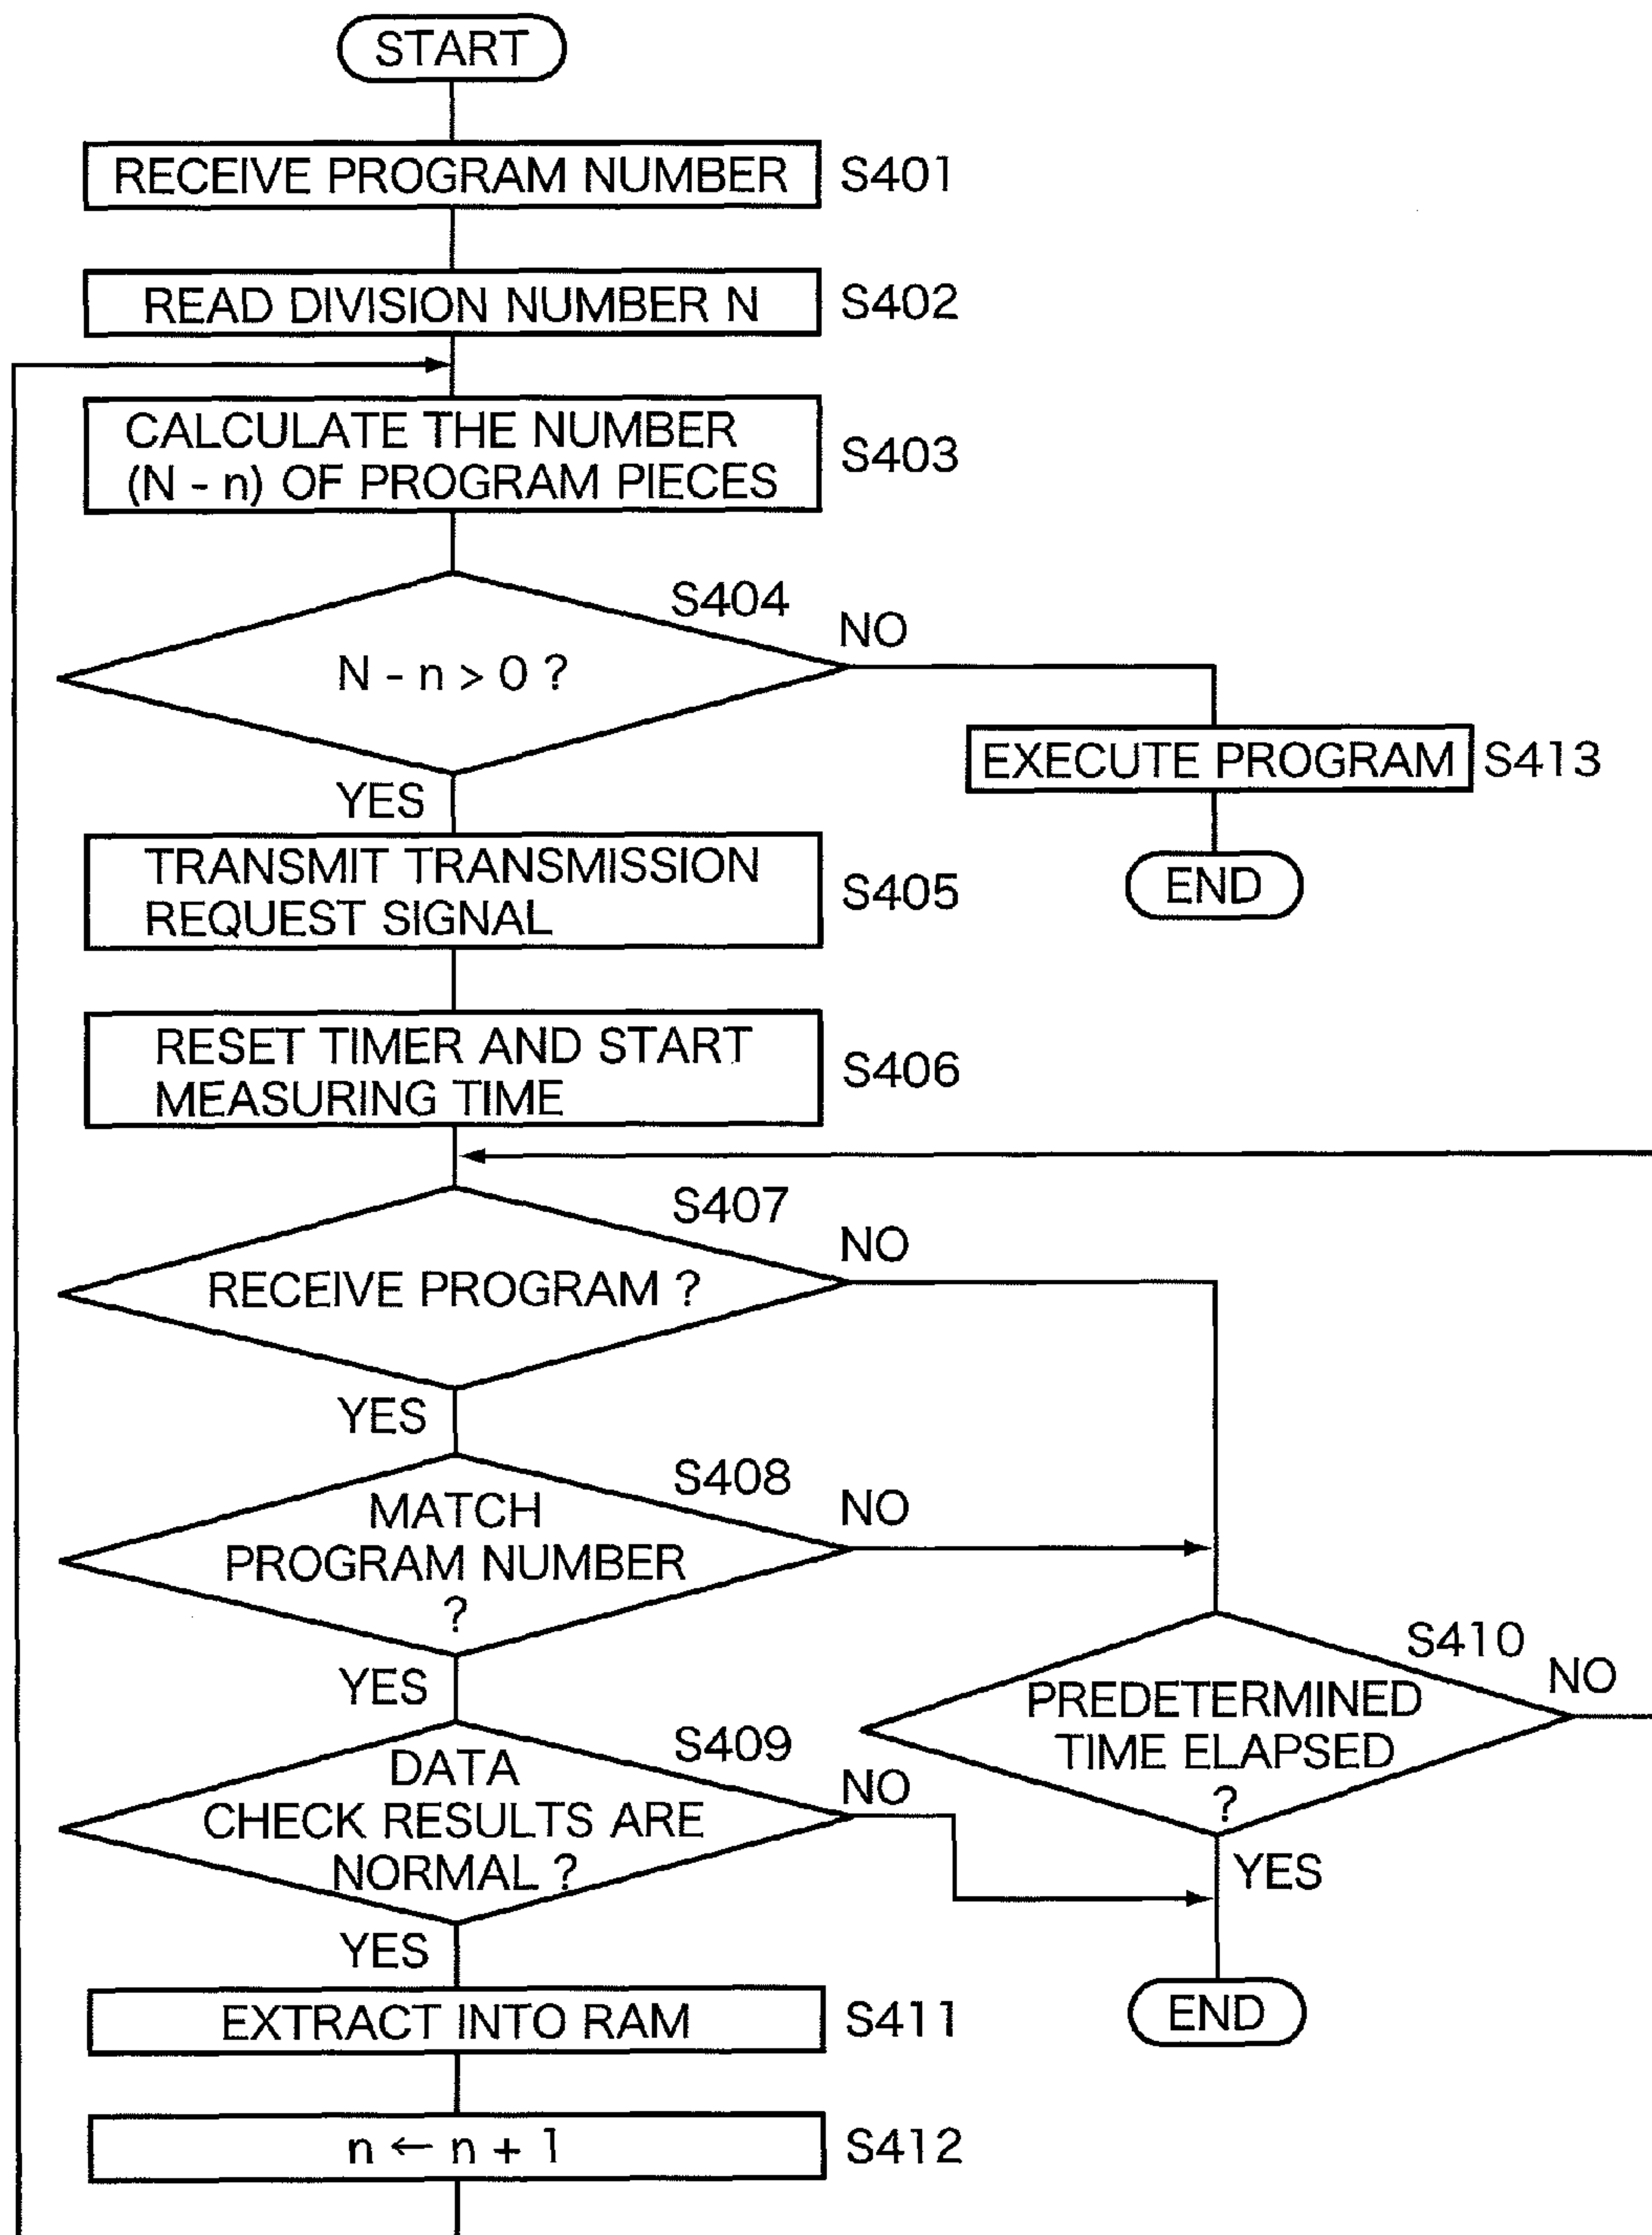 START
RECEIVE PROGRAM NUMBER
S401
READ DIVISION NUMBER N
S402
CALCULATE THE NUMBER
(N - n) OF PROGRAM PIECES
S403
S404
N - n > 0 ?
NO
YES
EXECUTE PROGRAM
S413
END
TRANSMIT TRANSMISSION
REQUEST SIGNAL
S405
RESET TIMER AND START
MEASURING TIME
S406
S407
RECEIVE PROGRAM ?
NO
YES
S408
MATCH
PROGRAM NUMBER
?
NO
YES
S410
PREDETERMINED
TIME ELAPSED
?
NO
YES
S409
DATA
CHECK RESULTS ARE
NORMAL ?
NO
YES
END
EXTRACT INTO RAM
S411
n ← n + 1
S412